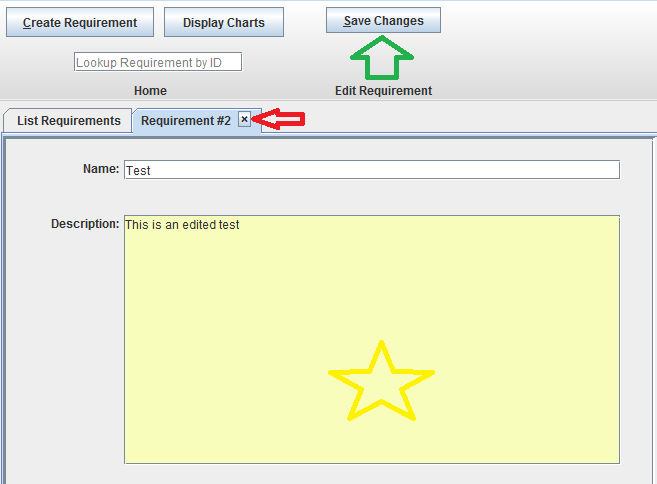 Create Requirement Display Charts Save Changes
Lookup Requirement by ID
Home Edit Requirement
List Requirements Requirement #2 x
Name: Test
Description: This is an edited test